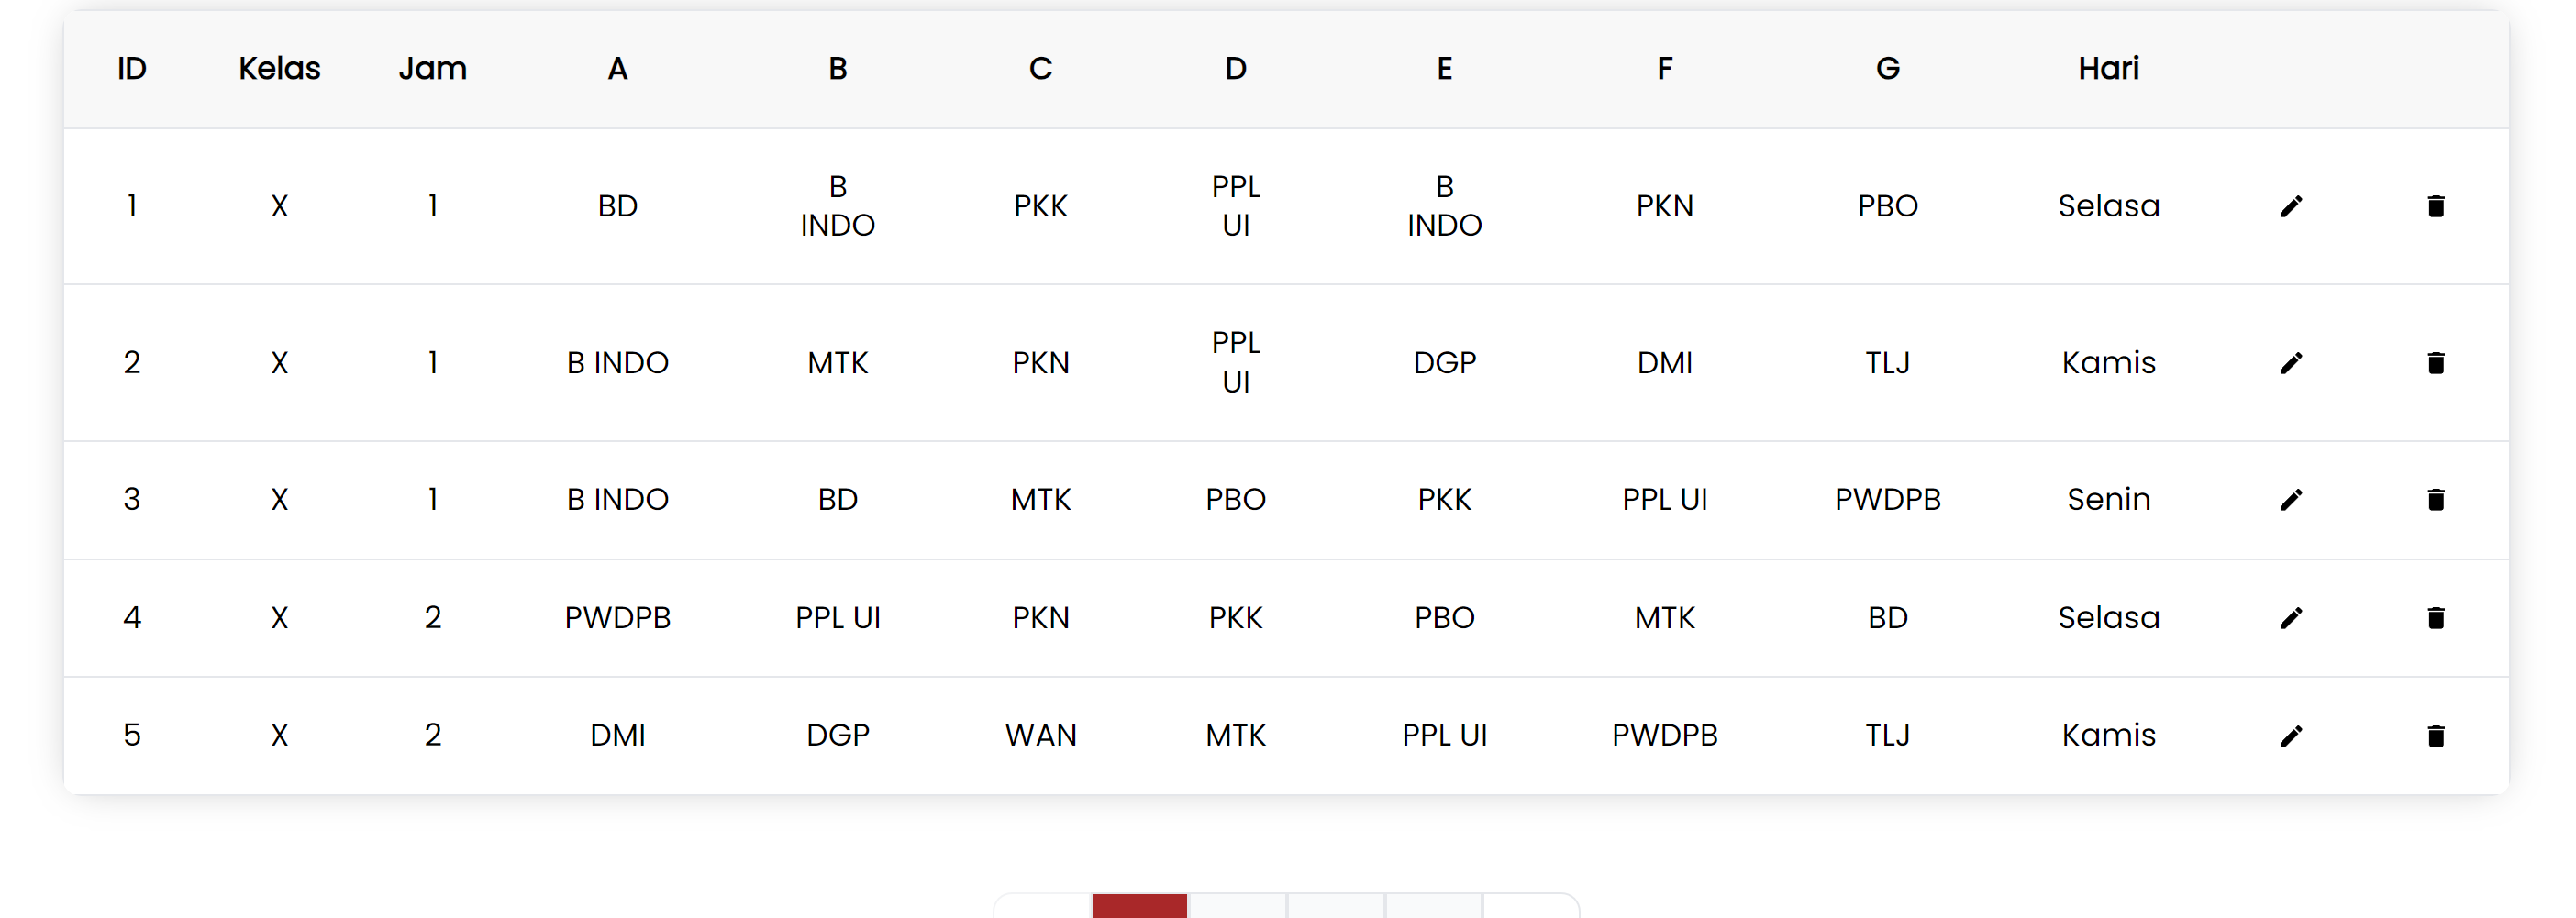 ID Kelas Jam A B C D E F G Hari
1 X 1 BD B INDO PKK PPL UI B INDO PKN PBO Selasa
2 X 1 B INDO MTK PKN PPL UI DGP DMI TLJ Kamis
3 X 1 B INDO BD MTK PBO PKK PPL UI PWDPB Senin
4 X 2 PWDPB PPL UI PKN PKK PBO MTK BD Selasa
5 X 2 DMI DGP WAN MTK PPL UI PWDPB TLJ Kamis